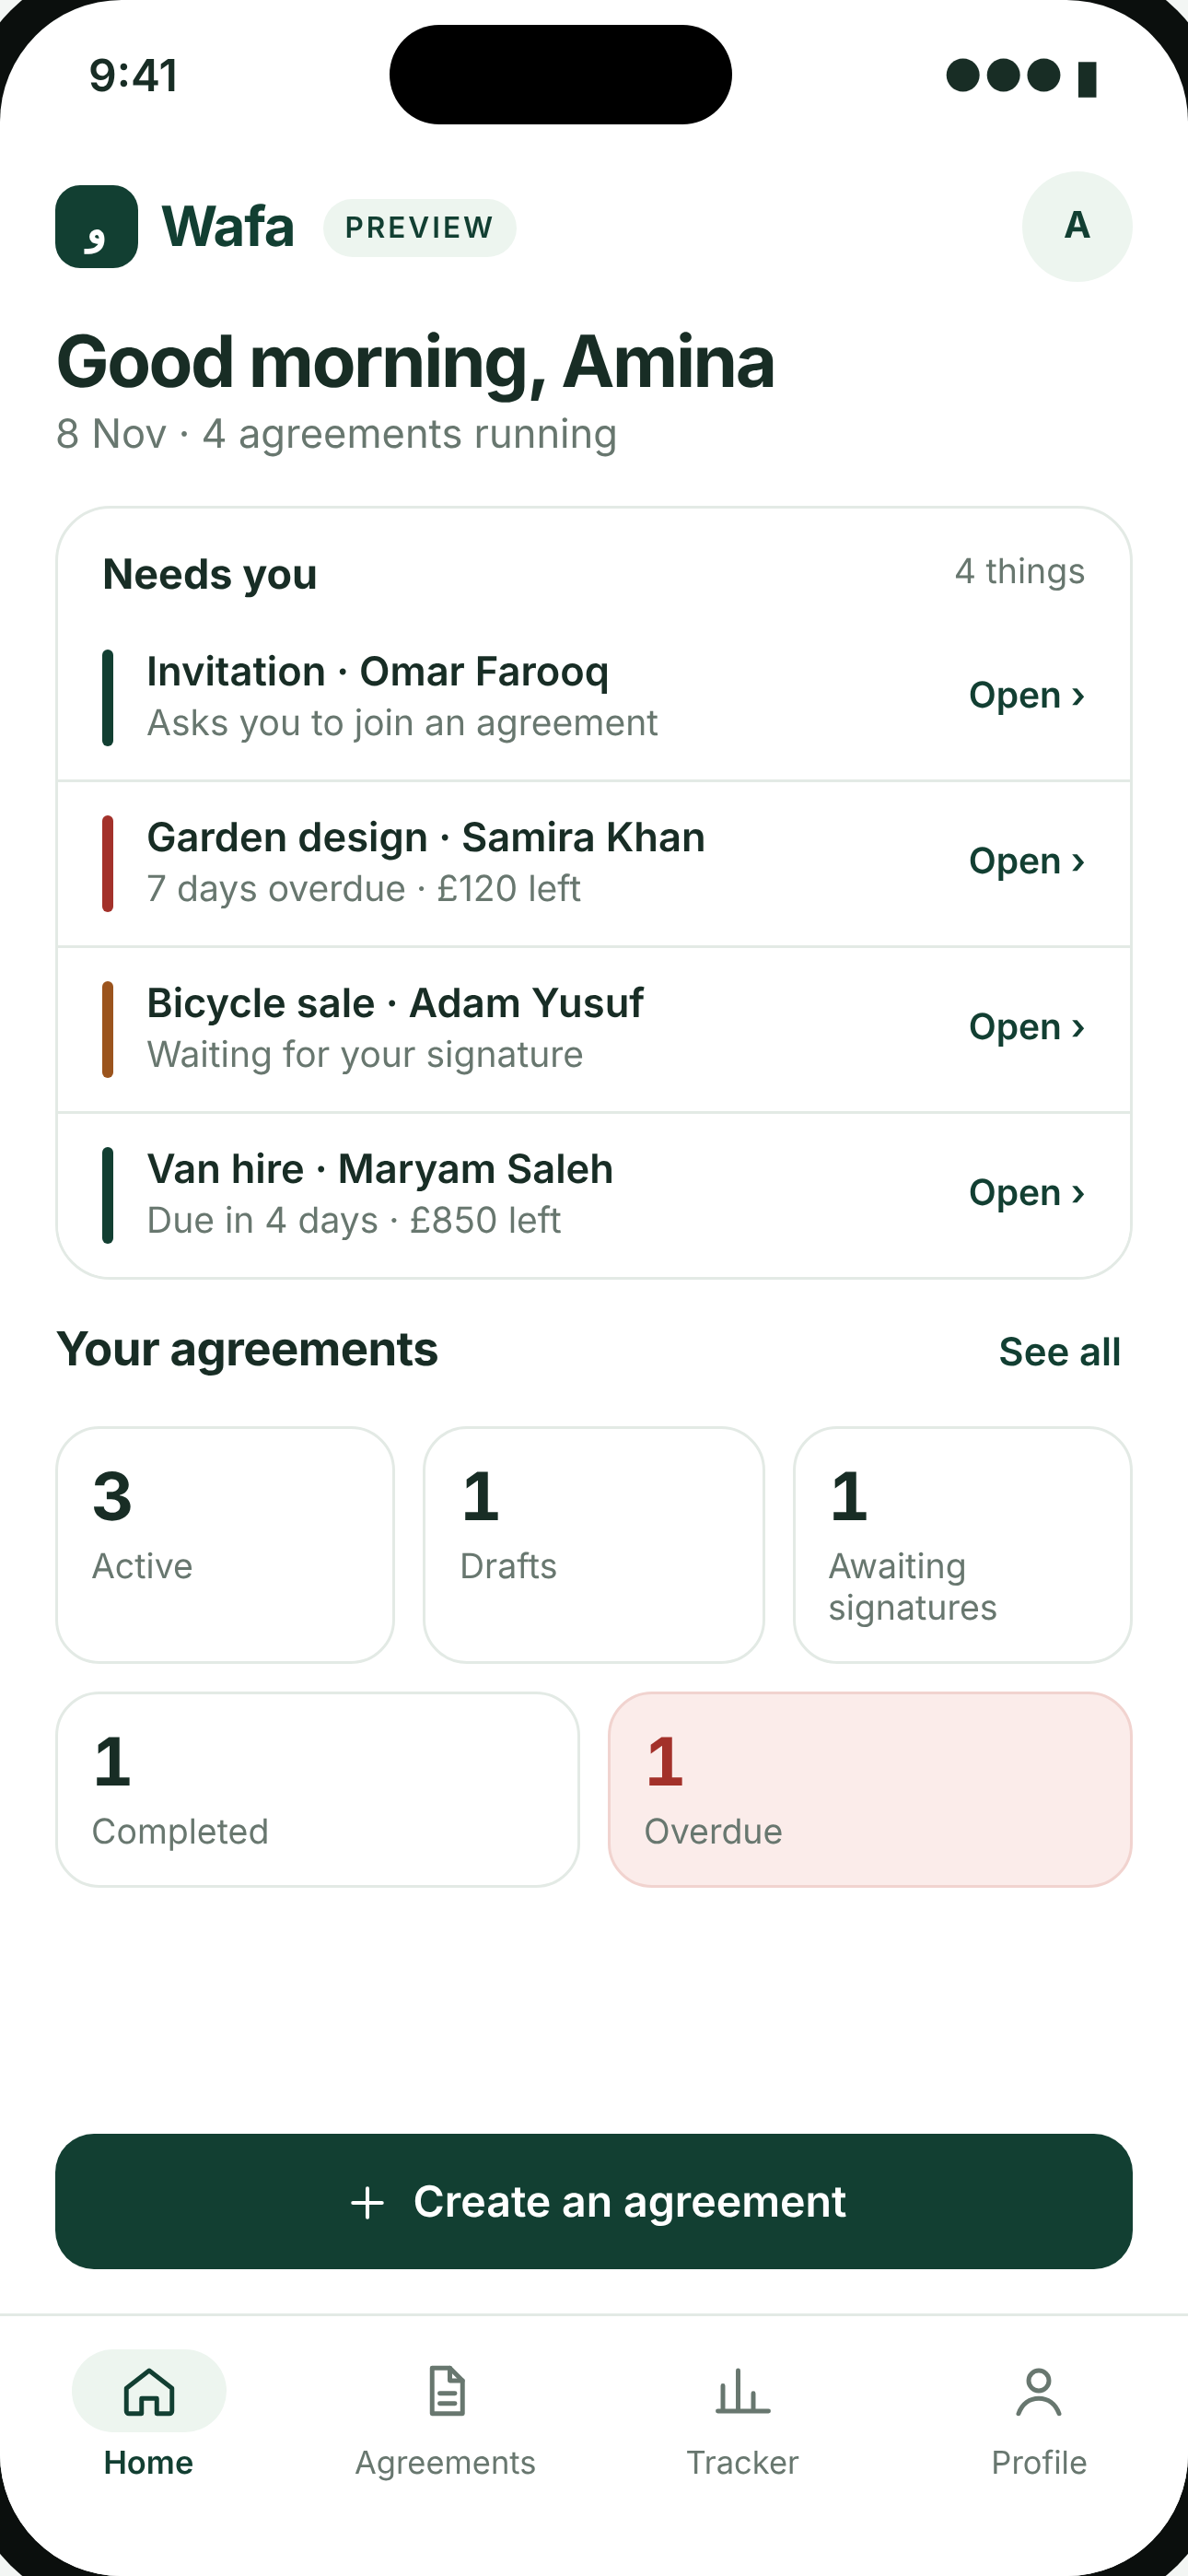 9:41
و Wafa PREVIEW A
Good morning, Amina
8 Nov · 4 agreements running
Needs you 4 things
Invitation · Omar Farooq
Asks you to join an agreement
Open ›
Garden design · Samira Khan
7 days overdue · £120 left
Open ›
Bicycle sale · Adam Yusuf
Waiting for your signature
Open ›
Van hire · Maryam Saleh
Due in 4 days · £850 left
Open ›
Your agreements See all
3
Active
1
Drafts
1
Awaiting
signatures
1
Completed
1
Overdue
+ Create an agreement
Home Agreements Tracker Profile